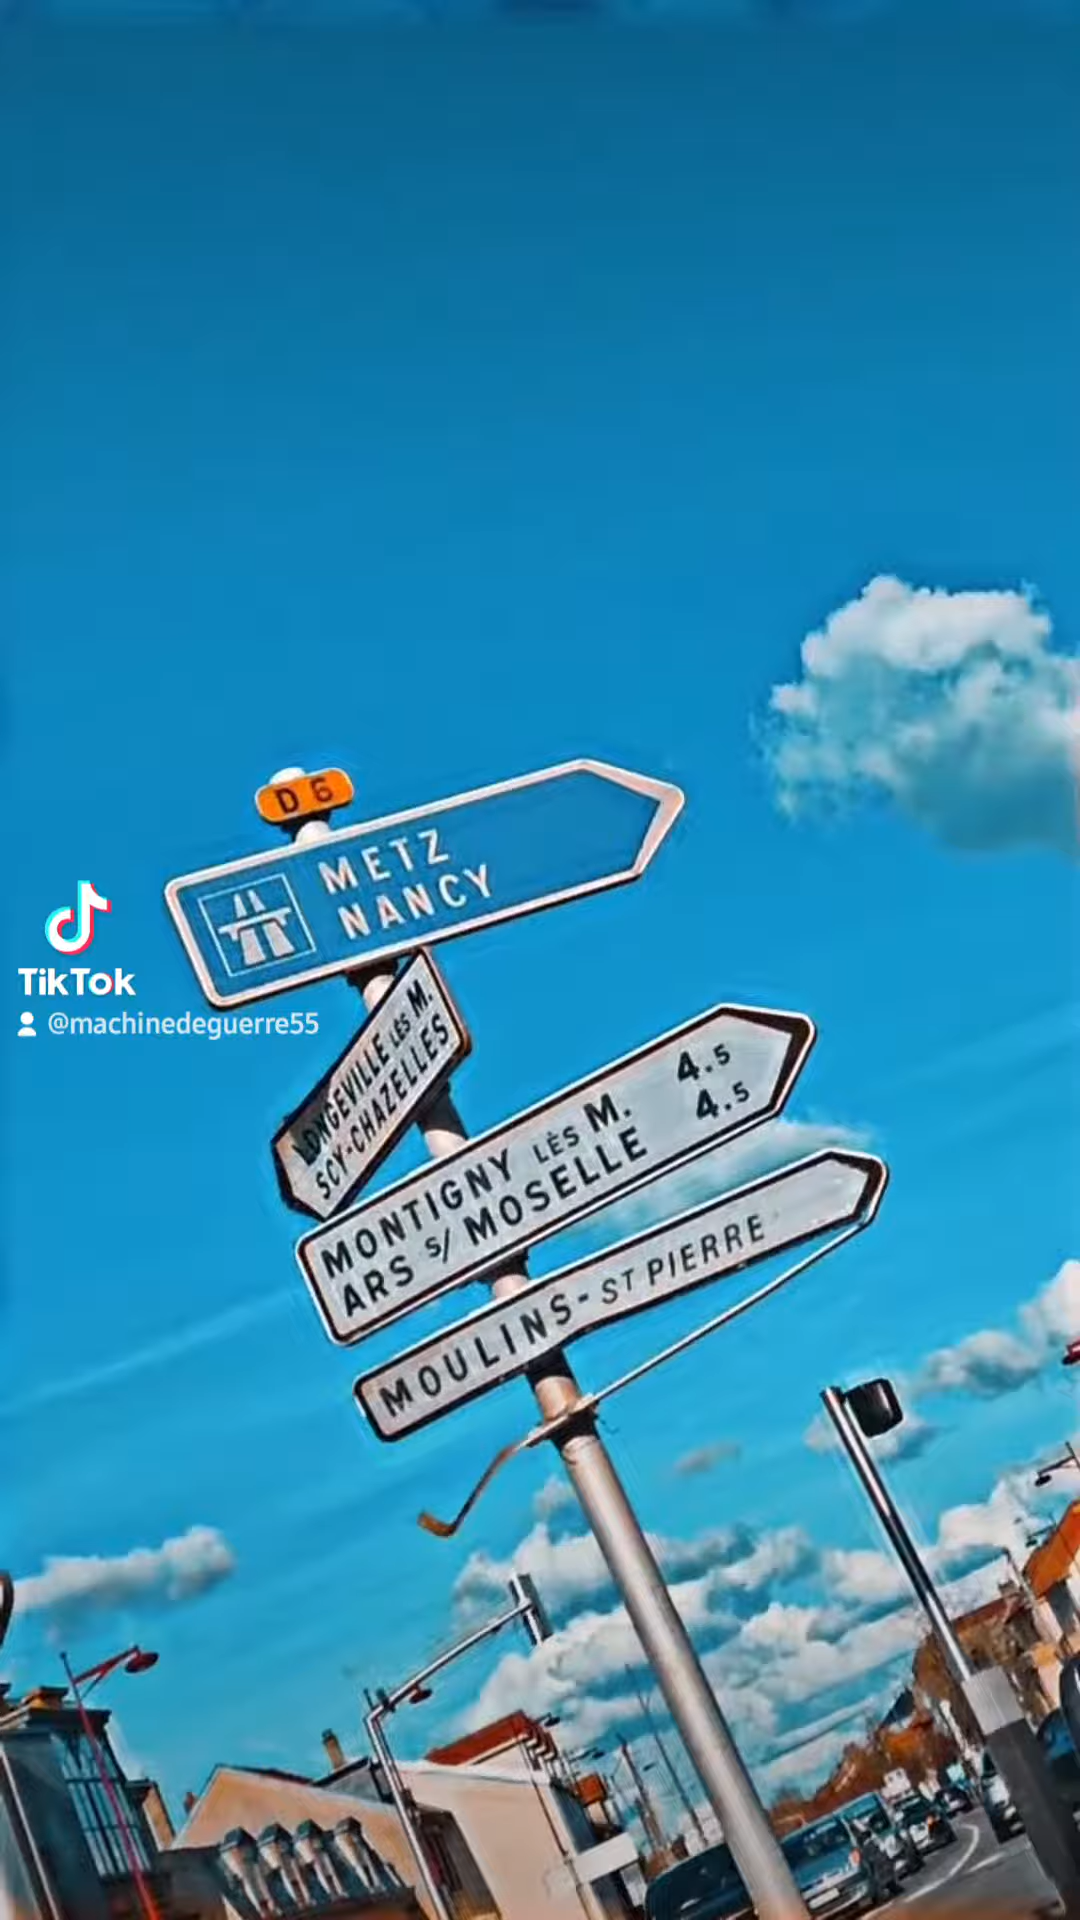 D 6
METZ
NANCY
TikTok
@machinedeguerre55
LONGEVILLE LÈS M.
SCY-CHAZELLES
MONTIGNY LÈS M. 4.5
ARS S/ MOSELLE 4.5
MOULINS-ST PIERRE